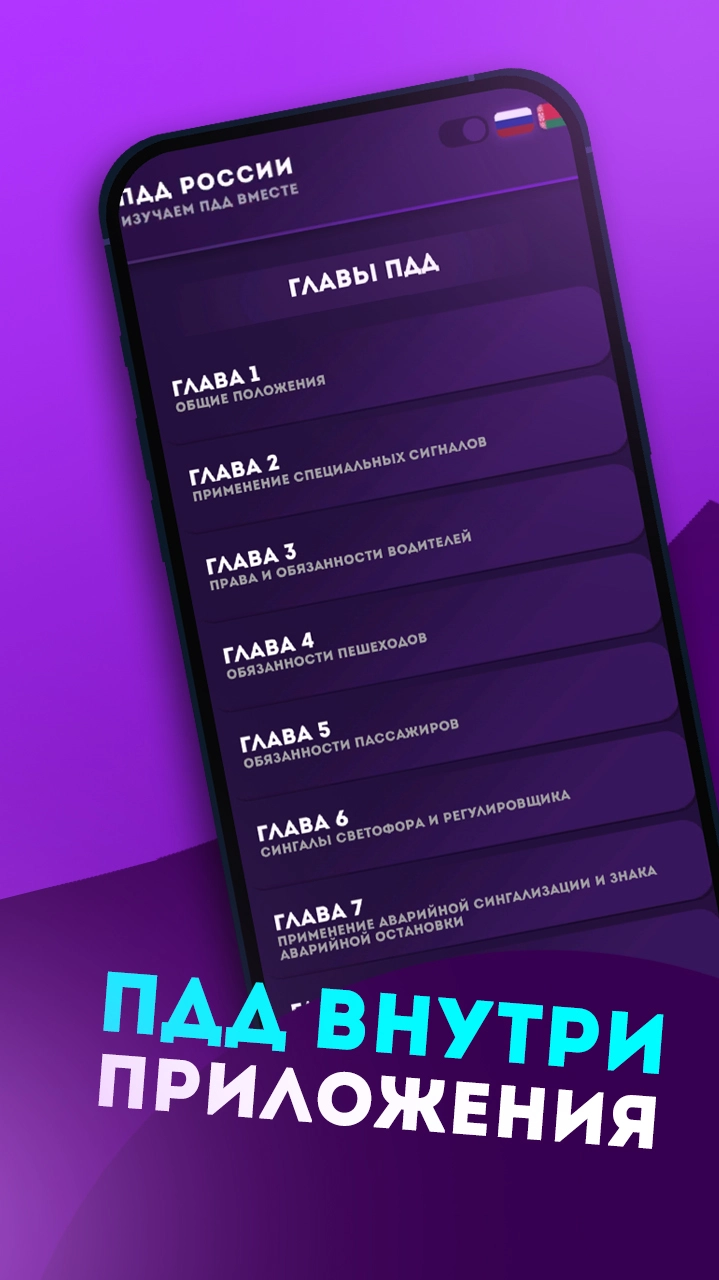 ПДД РОССИИ
ИЗУЧАЕМ ПДД ВМЕСТЕ
ГЛАВЫ ПДД
ГЛАВА 1
ОБЩИЕ ПОЛОЖЕНИЯ
ГЛАВА 2
ПРИМЕНЕНИЕ СПЕЦИАЛЬНЫХ СИГНАЛОВ
ГЛАВА 3
ПРАВА И ОБЯЗАННОСТИ ВОДИТЕЛЕЙ
ГЛАВА 4
ОБЯЗАННОСТИ ПЕШЕХОДОВ
ГЛАВА 5
ОБЯЗАННОСТИ ПАССАЖИРОВ
ГЛАВА 6
СИНГАЛЫ СВЕТОФОРА И РЕГУЛИРОВЩИКА
ГЛАВА 7
ПРИМЕНЕНИЕ АВАРИЙНОЙ СИНГАЛИЗАЦИИ И ЗНАКА
АВАРИЙНОЙ ОСТАНОВКИ
ПДД ВНУТРИ
ПРИЛОЖЕНИЯ